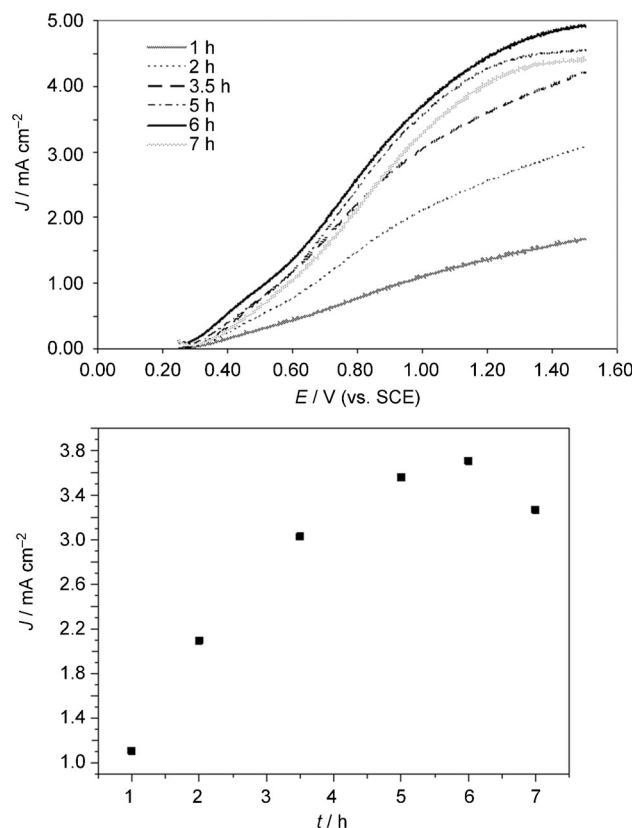 5.00
4.00
3.00
2.00
1.00
0.00
J / mA cm⁻²
1 h
2 h
3.5 h
5 h
6 h
7 h
0.00 0.20 0.40 0.60 0.80 1.00 1.20 1.40 1.60
E / V (vs. SCE)
3.8
3.4
3.0
2.6
2.2
1.8
1.4
1.0
J / mA cm⁻²
1 2 3 4 5 6 7
t / h